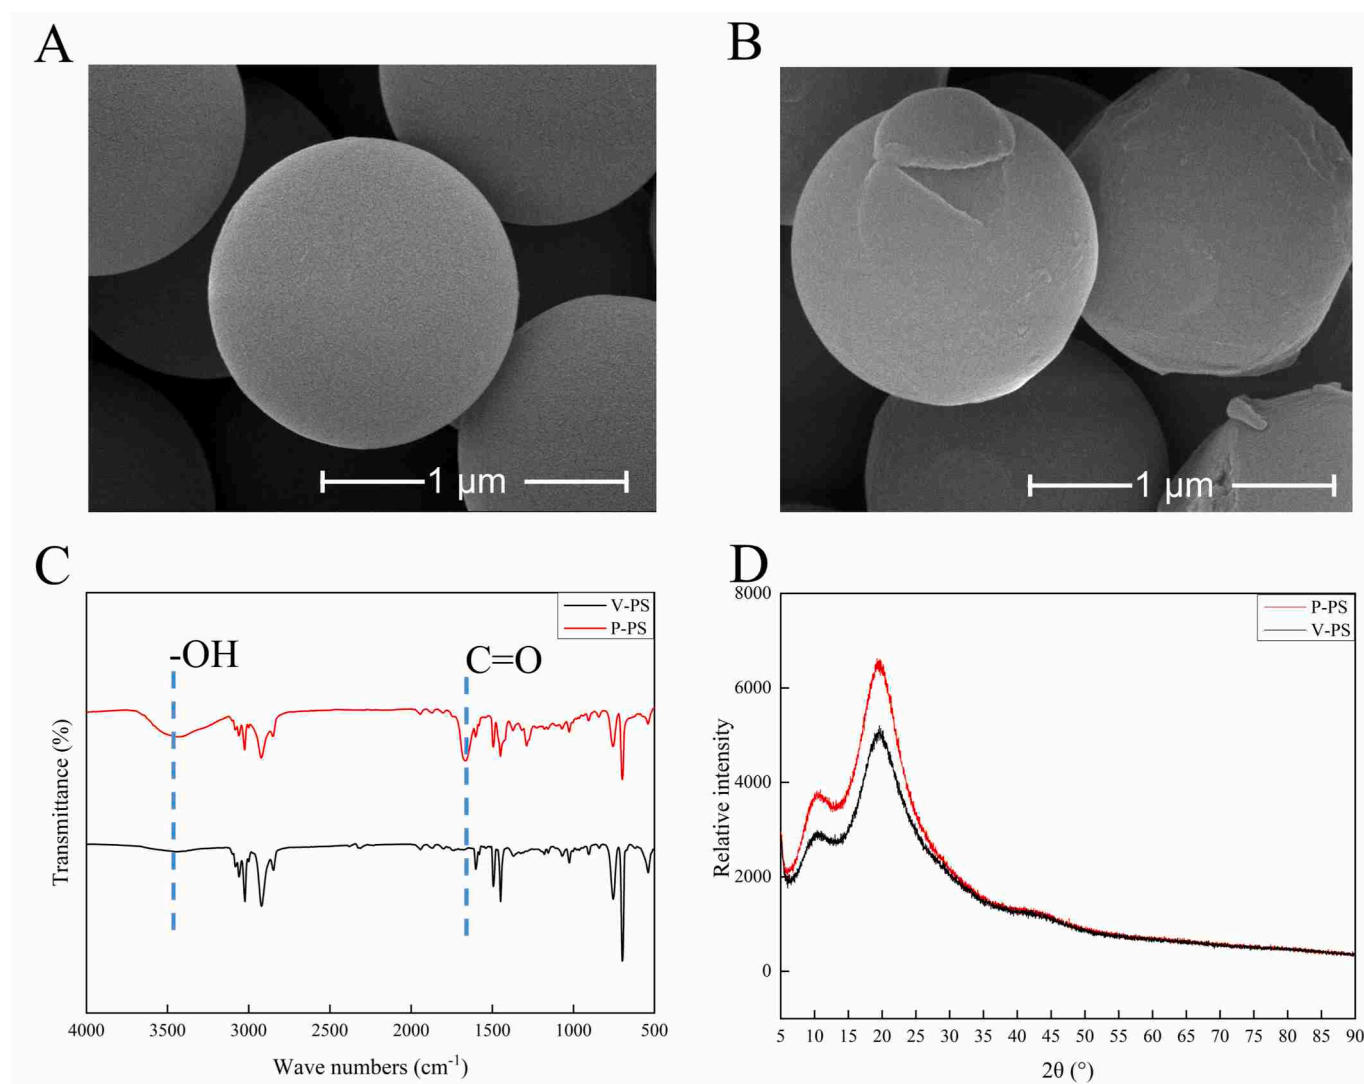 A
B
1 μm
1 μm
C
D
V-PS
P-PS
-OH
C=O
Transmittance (%)
4000 3500 3000 2500 2000 1500 1000 500
Wave numbers (cm⁻¹)
8000
6000
4000
2000
0
P-PS
V-PS
Relative intensity
5 10 15 20 25 30 35 40 45 50 55 60 65 70 75 80 85 90
2θ (°)